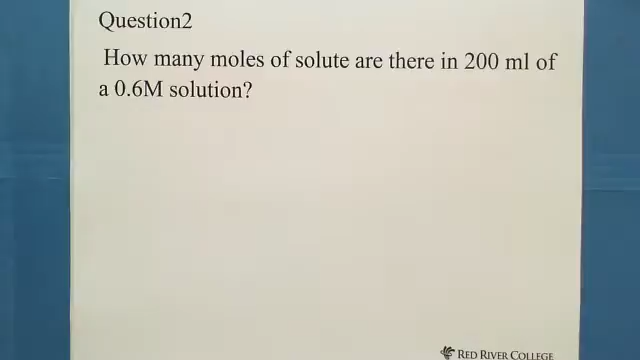 Question2
How many moles of solute are there in 200 ml of
a 0.6M solution?
RED RIVER COLLEGE